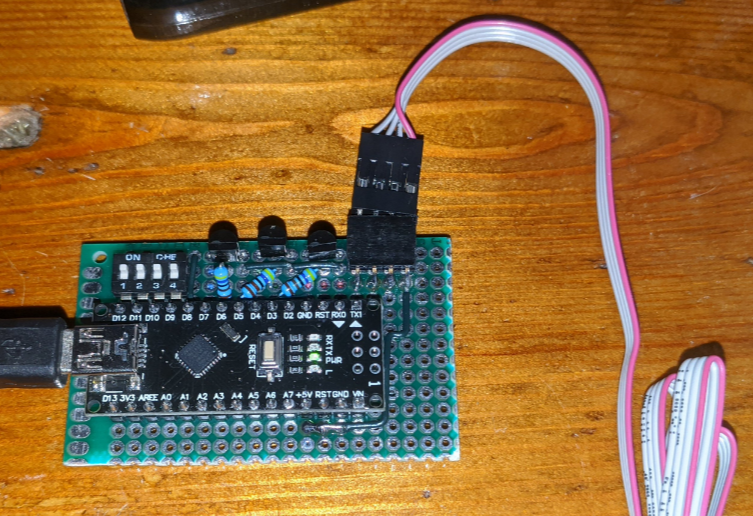 ON DHE
1 2 3 4
D12 D11 D10 D9 D8 D7 D6 D5 D4 D3 D2 GND RST RX0 TX1
RESET
RX
TX
PWR
L
1
D13 3V3 AREE A0 A1 A2 A3 A4 A5 A6 A7 +5V RST GND VIN